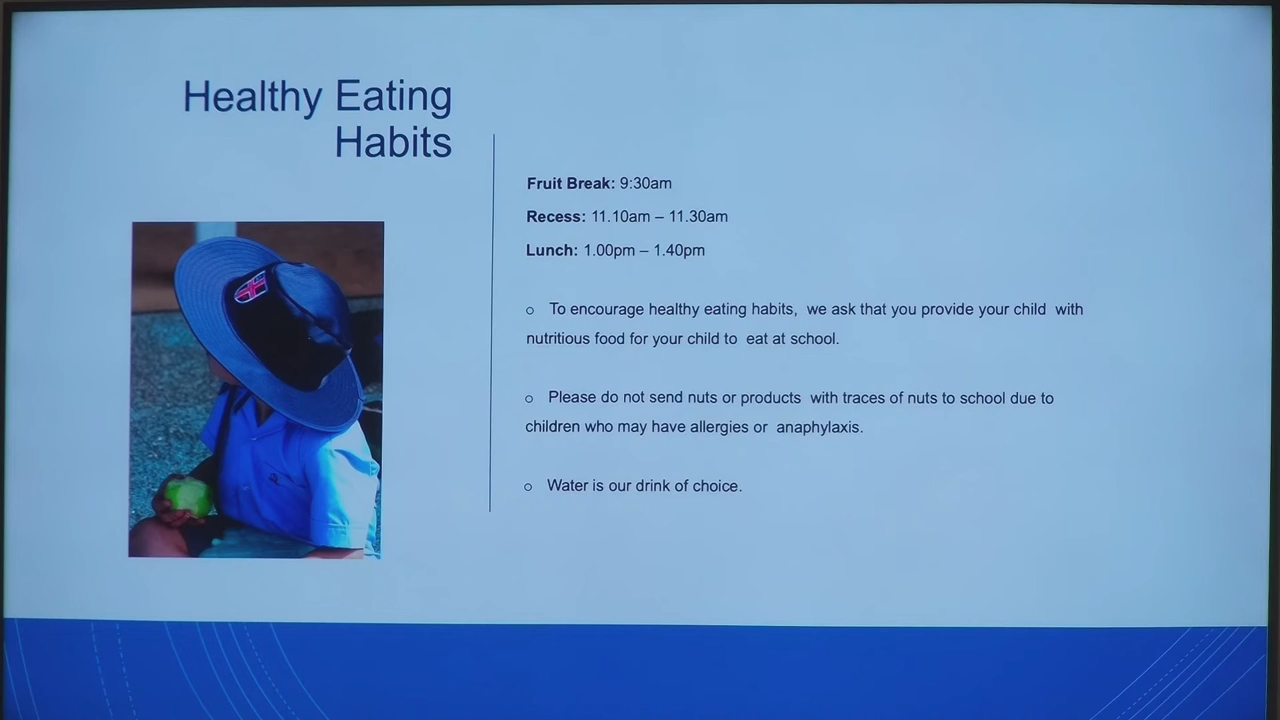 Healthy Eating
Habits
Fruit Break: 9:30am
Recess: 11.10am – 11.30am
Lunch: 1.00pm – 1.40pm
o To encourage healthy eating habits, we ask that you provide your child with
nutritious food for your child to eat at school.
o Please do not send nuts or products with traces of nuts to school due to
children who may have allergies or anaphylaxis.
o Water is our drink of choice.